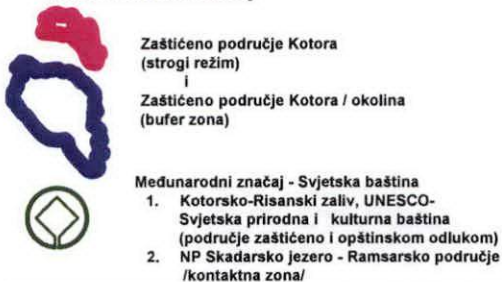 Zaštićeno područje Kotora
(strogi režim)
i
Zaštićeno područje Kotora / okolina
(bufer zona)
Međunarodni značaj - Svjetska baština
1. Kotorsko-Risanski zaliv, UNESCO-
Svjetska prirodna i kulturna baština
(područje zaštićeno i opštinskom odlukom)
2. NP Skadarsko jezero - Ramsarsko područje
/kontaktna zona/